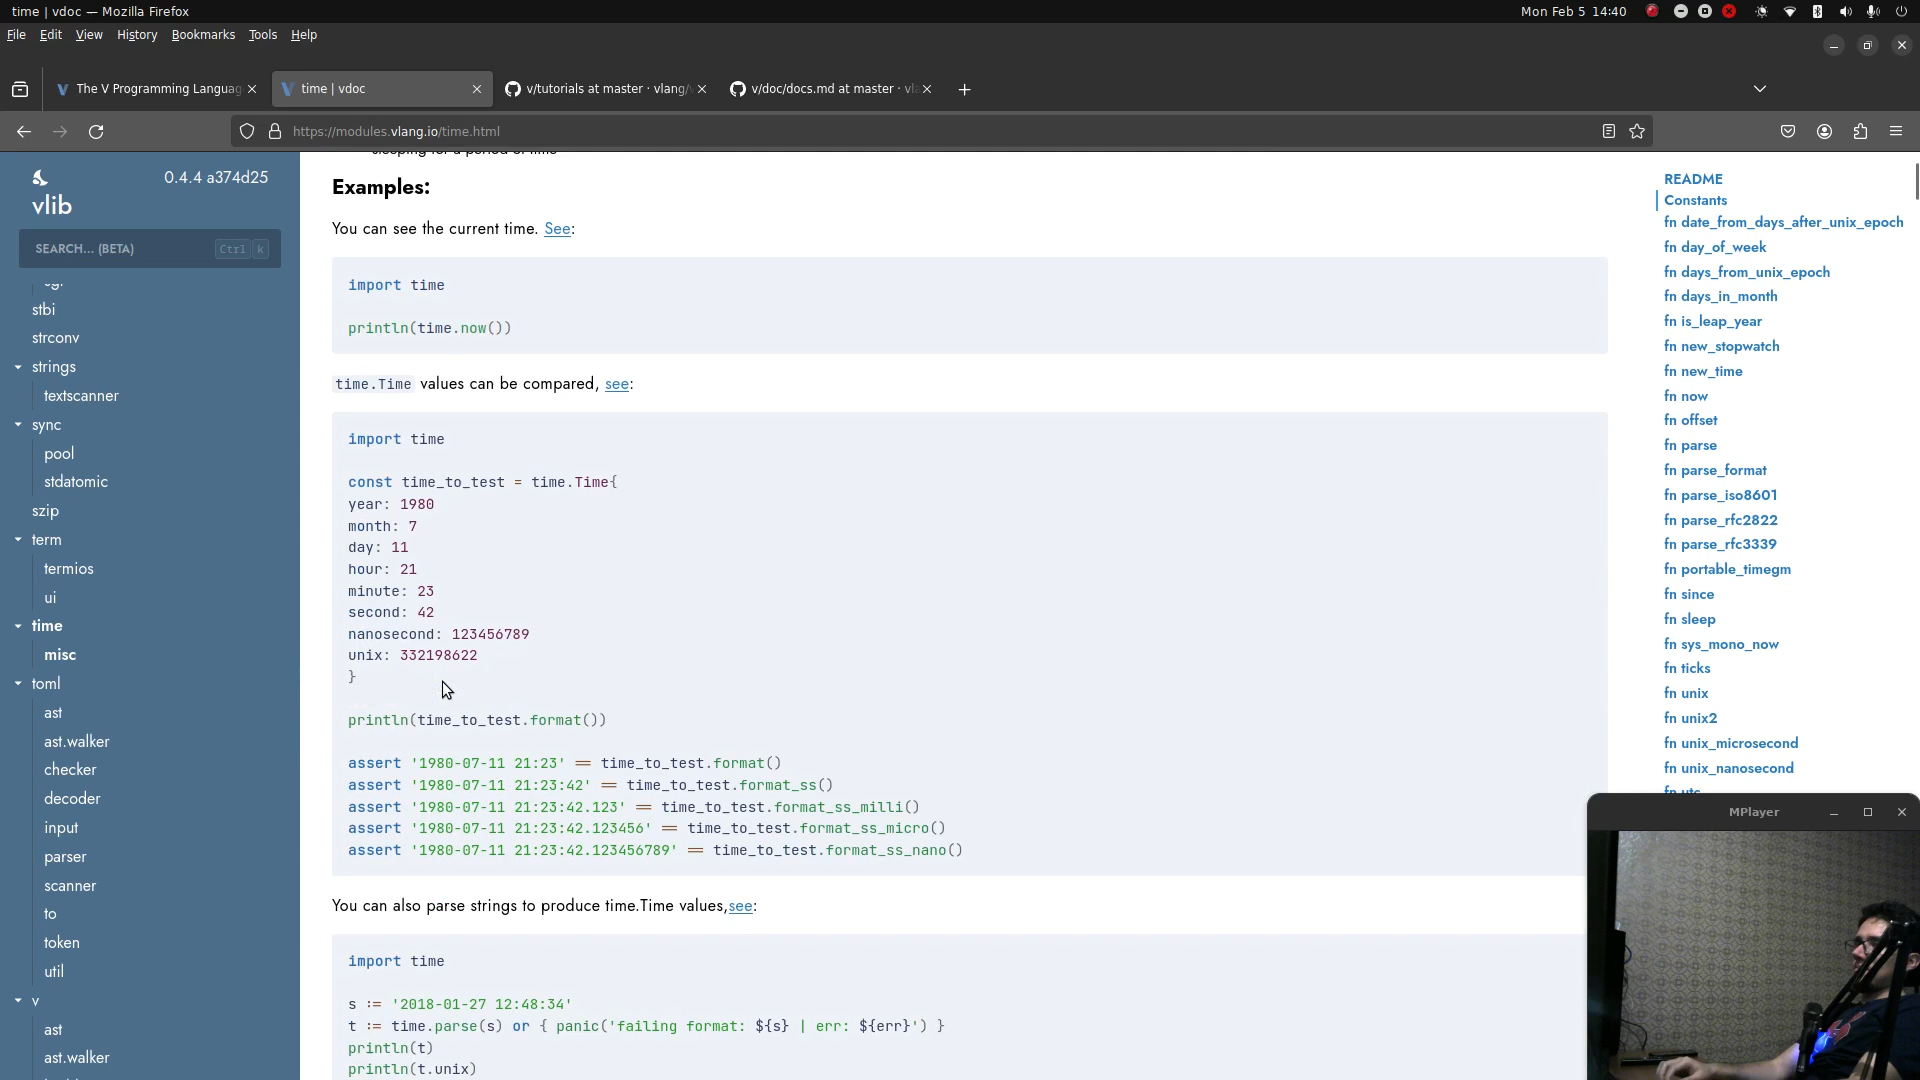 time | vdoc — Mozilla Firefox
Mon Feb 5 14:40
File Edit View History Bookmarks Tools Help
The V Programming Languag
time | vdoc
v/tutorials at master · vlang/
v/doc/docs.md at master · vl
https://modules.vlang.io/time.html
0.4.4 a374d25
vlib
SEARCH... (BETA) Ctrl k
stbi
strconv
strings
textscanner
sync
pool
stdatomic
szip
term
termios
ui
time
misc
toml
ast
ast.walker
checker
decoder
input
parser
scanner
to
token
util
v
ast
ast.walker
sleeping for a period of time
Examples:
You can see the current time. See:
import time
println(time.now())
time.Time values can be compared, see:
import time
const time_to_test = time.Time{
year: 1980
month: 7
day: 11
hour: 21
minute: 23
second: 42
nanosecond: 123456789
unix: 332198622
}
println(time_to_test.format())
assert '1980-07-11 21:23' == time_to_test.format()
assert '1980-07-11 21:23:42' == time_to_test.format_ss()
assert '1980-07-11 21:23:42.123' == time_to_test.format_ss_milli()
assert '1980-07-11 21:23:42.123456' == time_to_test.format_ss_micro()
assert '1980-07-11 21:23:42.123456789' == time_to_test.format_ss_nano()
You can also parse strings to produce time.Time values,see:
import time
s := '2018-01-27 12:48:34'
t := time.parse(s) or { panic('failing format: ${s} | err: ${err}') }
println(t)
println(t.unix)
README
Constants
fn date_from_days_after_unix_epoch
fn day_of_week
fn days_from_unix_epoch
fn days_in_month
fn is_leap_year
fn new_stopwatch
fn new_time
fn now
fn offset
fn parse
fn parse_format
fn parse_iso8601
fn parse_rfc2822
fn parse_rfc3339
fn portable_timegm
fn since
fn sleep
fn sys_mono_now
fn ticks
fn unix
fn unix2
fn unix_microsecond
fn unix_nanosecond
fn utc
MPlayer